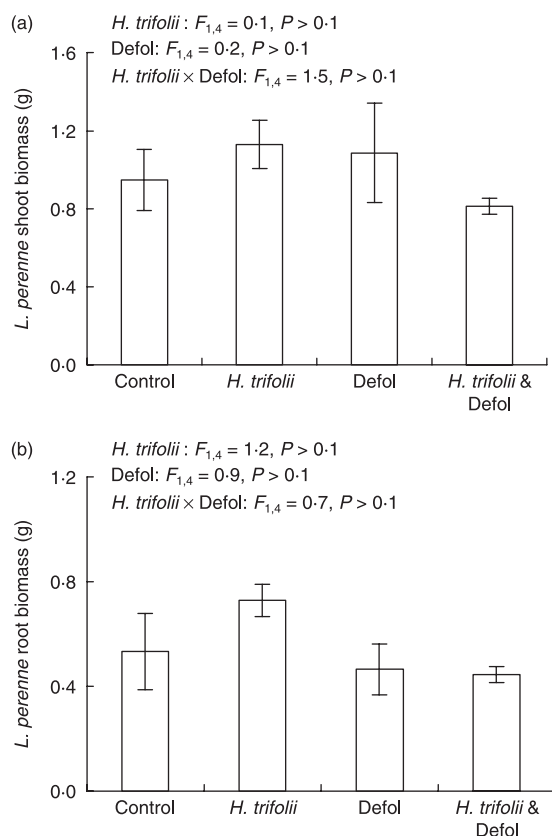 (a)
H. trifolii : F1,4 = 0·1, P > 0·1
Defol: F1,4 = 0·2, P > 0·1
H. trifolii × Defol: F1,4 = 1·5, P > 0·1
L. perenne shoot biomass (g)
1·6
1·2
0·8
0·4
0·0
Control H. trifolii Defol H. trifolii &
Defol
(b)
H. trifolii : F1,4 = 1·2, P > 0·1
Defol: F1,4 = 0·9, P > 0·1
H. trifolii × Defol: F1,4 = 0·7, P > 0·1
L. perenne root biomass (g)
1·2
0·8
0·4
0·0
Control H. trifolii Defol H. trifolii &
Defol